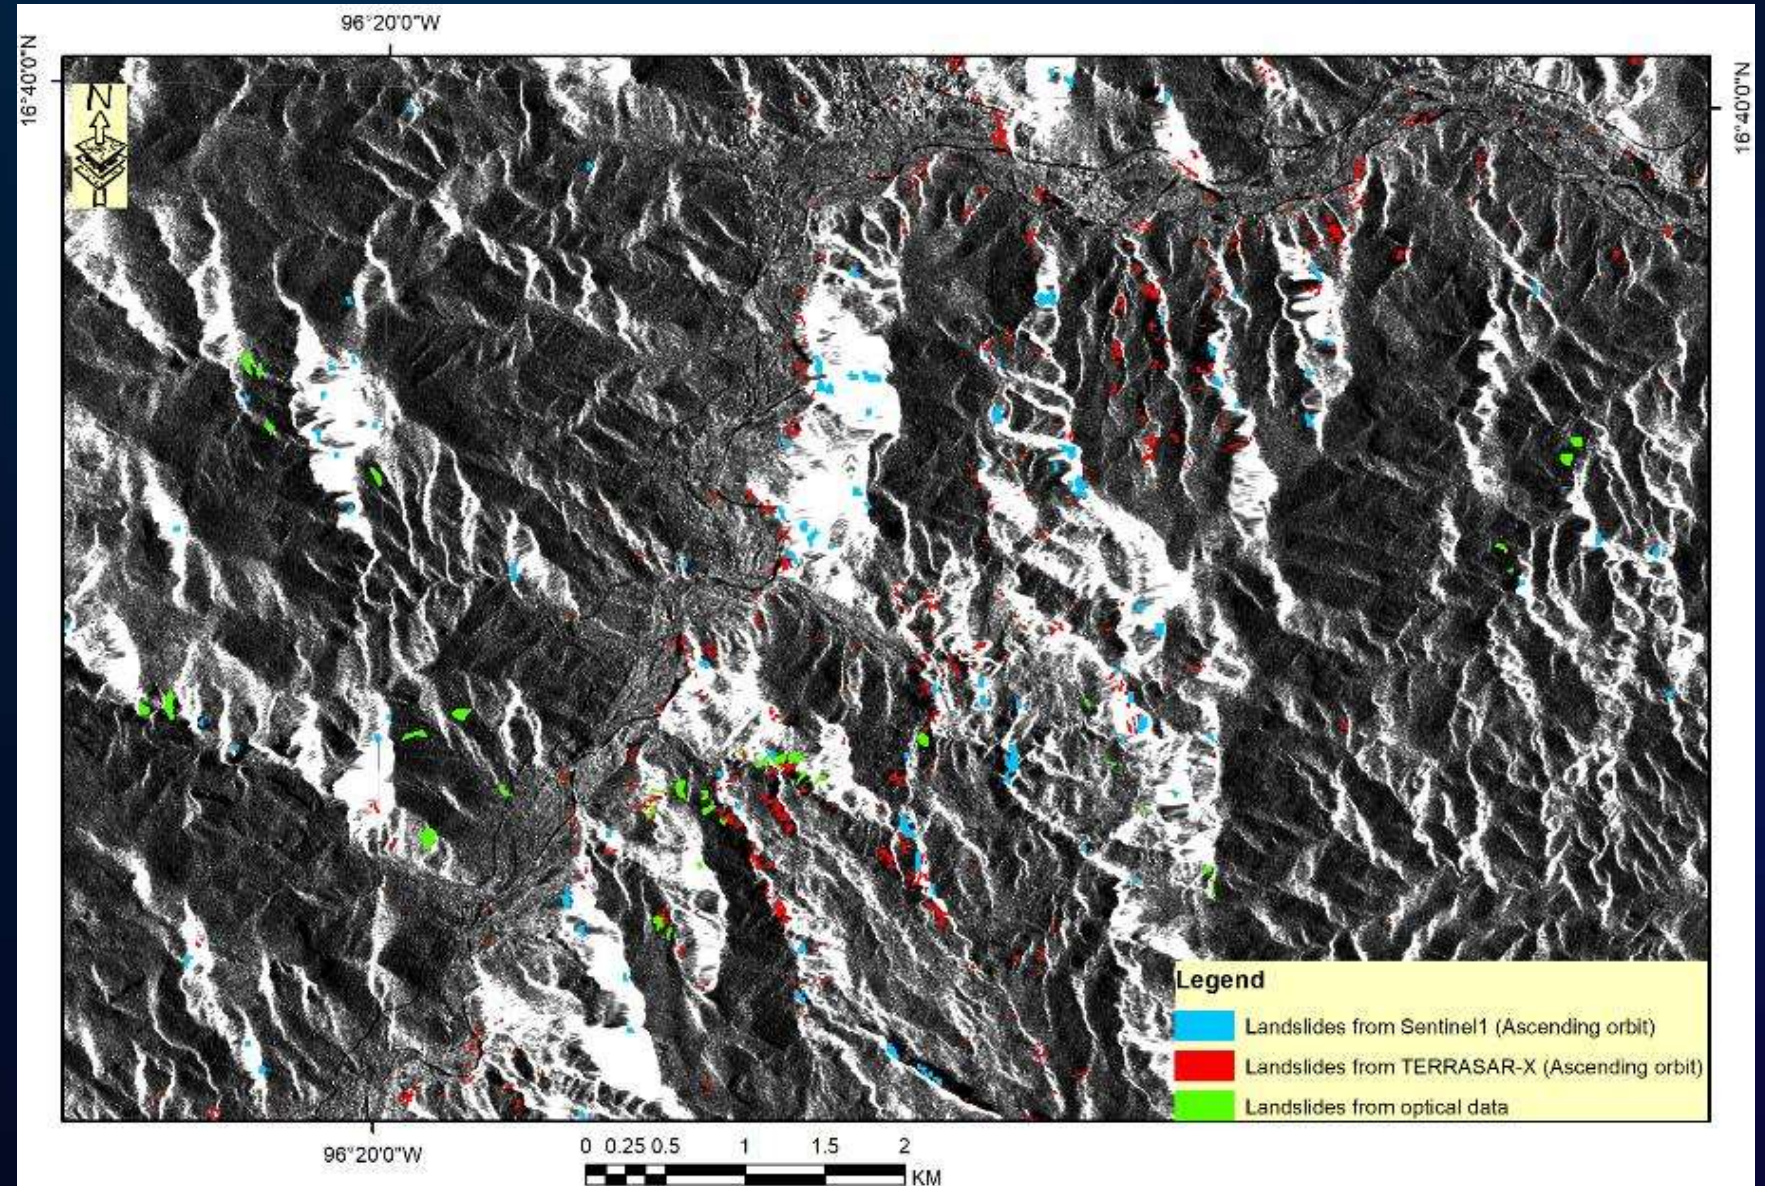 96°20'0"W
16°40'0"N
16°40'0"N
N
Legend
Landslides from Sentinel1 (Ascending orbit)
Landslides from TERRASAR-X (Ascending orbit)
Landslides from optical data
96°20'0"W
0 0.25 0.5 1 1.5 2
KM